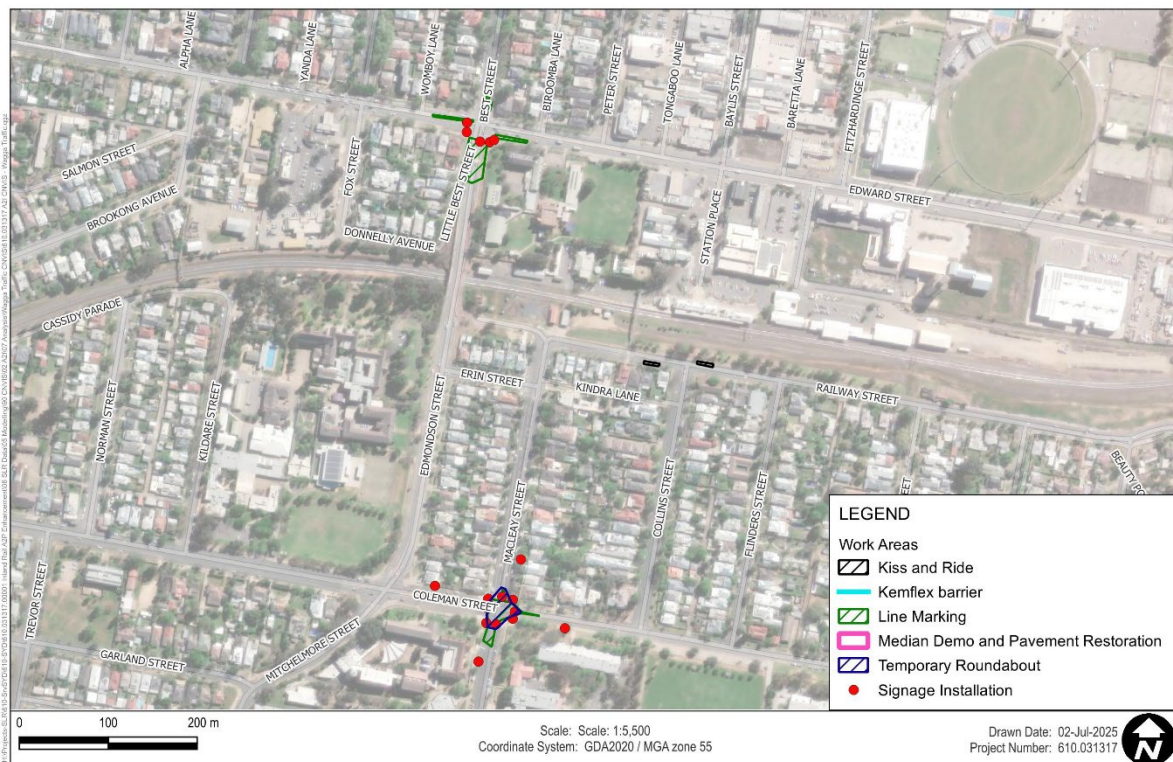 ALPHA LANE
YANDA LANE
WOMBOY LANE
BEST STREET
BIROOMBA LANE
PETER STREET
TONGABOO LANE
BAYLIS STREET
BARETTA LANE
FITZHARDINGE STREET
SALMON STREET
BROOKONG AVENUE
FOX STREET
LITTLE BEST STREET
DONNELLY AVENUE
STATION PLACE
EDWARD STREET
CASSIDY PARADE
NORMAN STREET
KILDARE STREET
EDMONDSON STREET
ERIN STREET
KINDRA LANE
RAILWAY STREET
MACLEAY STREET
COLLINS STREET
FLINDERS STREET
TREVOR STREET
COLEMAN STREET
GARLAND STREET
MITCHELMORE STREET
LEGEND
Work Areas
Kiss and Ride
Kemflex barrier
Line Marking
Median Demo and Pavement Restoration
Temporary Roundabout
Signage Installation
0 100 200 m
Scale: Scale: 1:5,500
Coordinate System: GDA2020 / MGA zone 55
Drawn Date: 02-Jul-2025
Project Number: 610.031317
N